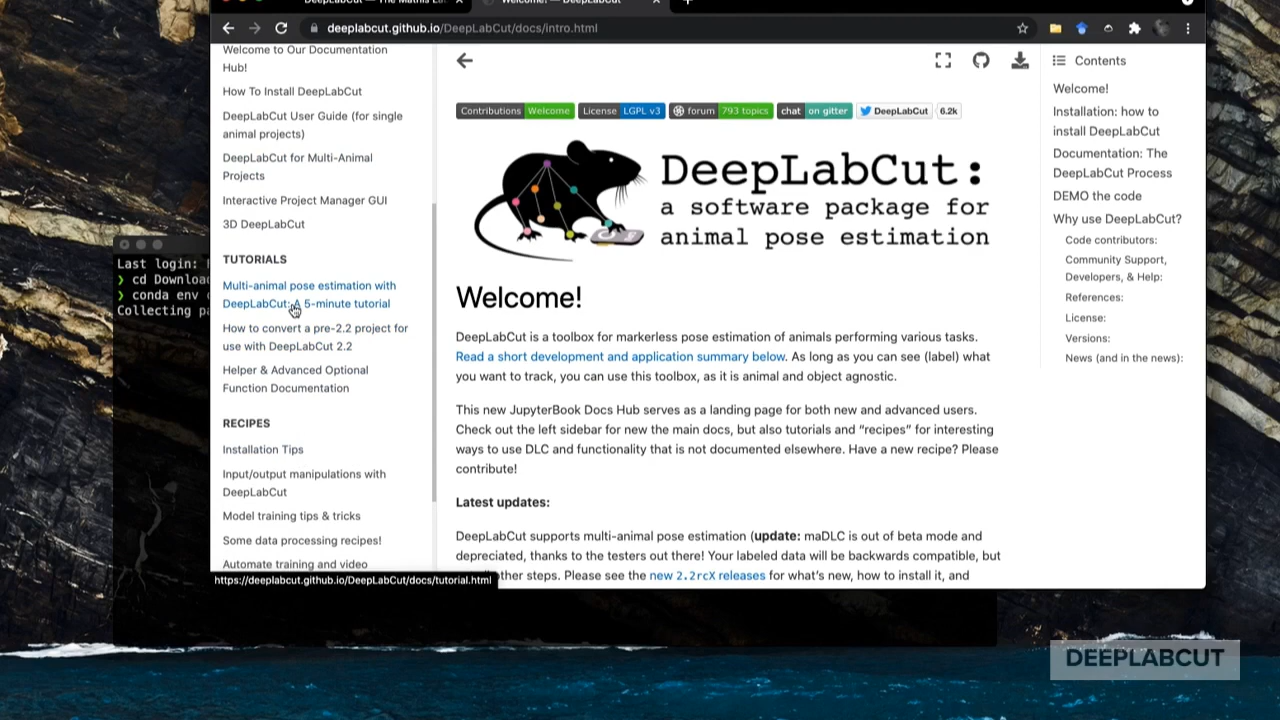 DeepLabCut — The Mathis La
Welcome! — DeepLabCut
deeplabcut.github.io/DeepLabCut/docs/intro.html
Welcome to Our Documentation
Hub!
How To Install DeepLabCut
DeepLabCut User Guide (for single
animal projects)
DeepLabCut for Multi-Animal
Projects
Interactive Project Manager GUI
3D DeepLabCut
TUTORIALS
Multi-animal pose estimation with
DeepLabCut: A 5-minute tutorial
How to convert a pre-2.2 project for
use with DeepLabCut 2.2
Helper & Advanced Optional
Function Documentation
RECIPES
Installation Tips
Input/output manipulations with
DeepLabCut
Model training tips & tricks
Some data processing recipes!
Automate training and video
https://deeplabcut.github.io/DeepLabCut/docs/tutorial.html
Last login:
❯ cd Downloa
❯ conda env
Collecting pa
Contributions Welcome License LGPL v3 forum 793 topics chat on gitter DeepLabCut 6.2k
DeepLabCut:
a software package for
animal pose estimation
Welcome!
DeepLabCut is a toolbox for markerless pose estimation of animals performing various tasks.
Read a short development and application summary below. As long as you can see (label) what
you want to track, you can use this toolbox, as it is animal and object agnostic.
This new JupyterBook Docs Hub serves as a landing page for both new and advanced users.
Check out the left sidebar for new the main docs, but also tutorials and “recipes” for interesting
ways to use DLC and functionality that is not documented elsewhere. Have a new recipe? Please
contribute!
Latest updates:
DeepLabCut supports multi-animal pose estimation (update: maDLC is out of beta mode and
depreciated, thanks to the testers out there! Your labeled data will be backwards compatible, but
other steps. Please see the new 2.2rcX releases for what’s new, how to install it, and
Contents
Welcome!
Installation: how to
install DeepLabCut
Documentation: The
DeepLabCut Process
DEMO the code
Why use DeepLabCut?
Code contributors:
Community Support,
Developers, & Help:
References:
License:
Versions:
News (and in the news):
DEEPLABCUT